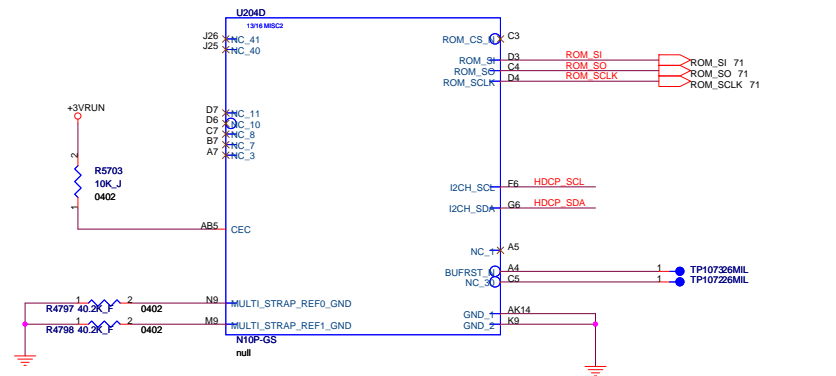 U204D
13/16 MISC2
J26 NC_41
J25 NC_40
ROM_CS_N C3
ROM_SI D3 ROM_SI ROM_SI 71
ROM_SO C4 ROM_SO ROM_SO 71
ROM_SCLK D4 ROM_SCLK ROM_SCLK 71
+3VRUN
D7 NC_11
D6 NC_10
C7 NC_8
B7 NC_7
A7 NC_3
2
R5703
10K_J
0402
1
I2CH_SCL F6 HDCP_SCL
I2CH_SDA G6 HDCP_SDA
AB5 CEC
NC_1 A5
BUFRST_N A4 1 TP107326MIL
NC_30 C5 1 TP107226MIL
1 2 N9 MULTI_STRAP_REF0_GND
R4797 40.2K_F 0402
GND_1 AK14
1 2 M9 MULTI_STRAP_REF1_GND
GND_2 K9
R4798 40.2K_F 0402
N10P-GS
null